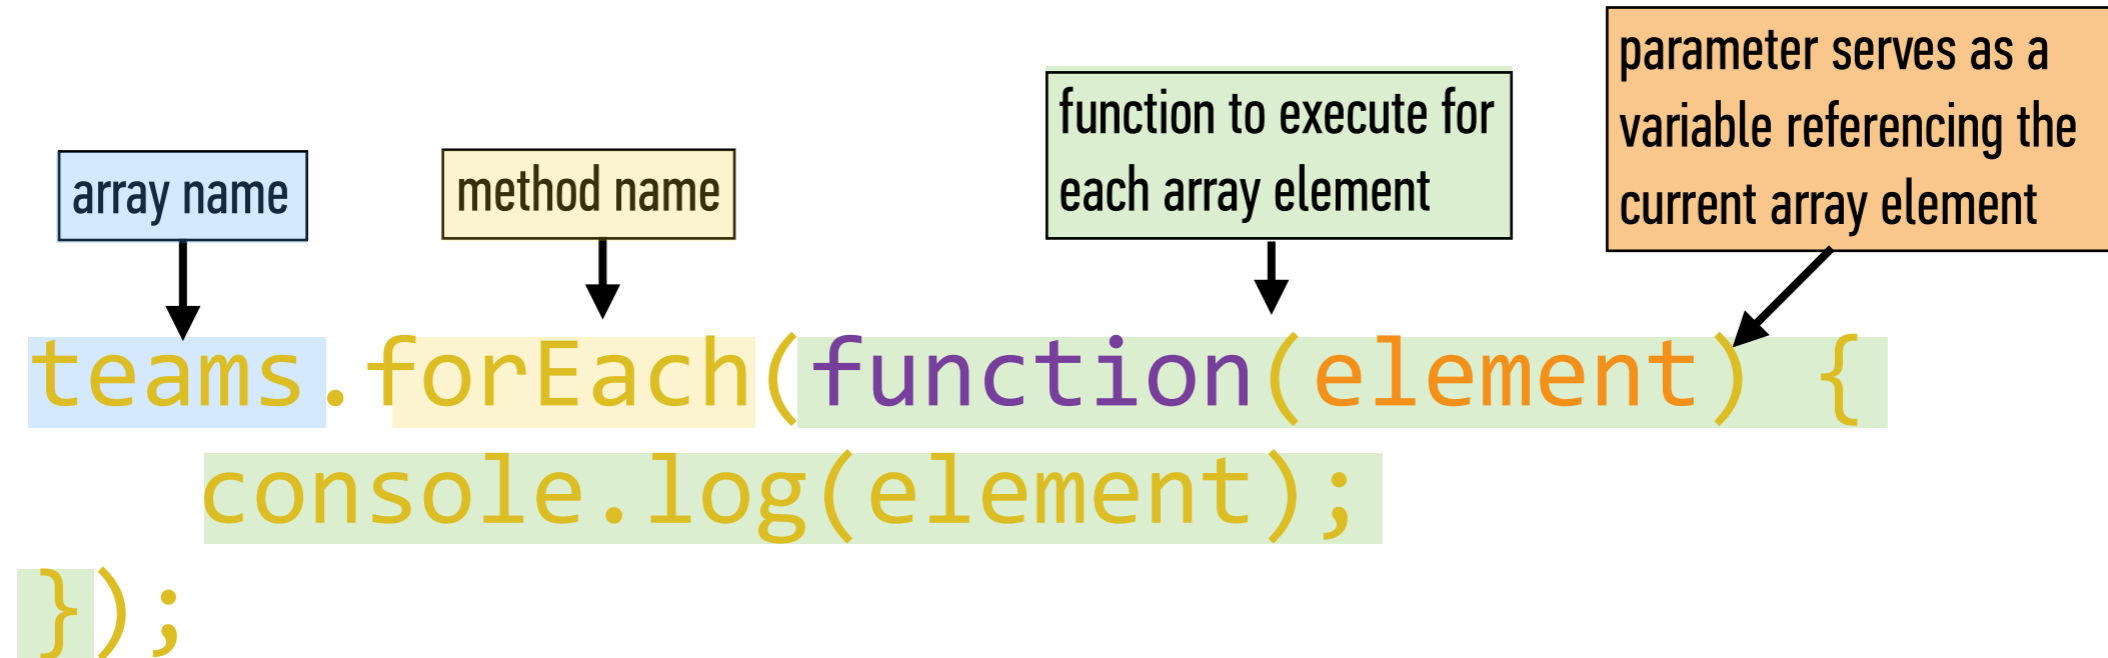 array name
method name
function to execute for
each array element
parameter serves as a
variable referencing the
current array element
teams.forEach(function(element) {
console.log(element);
});